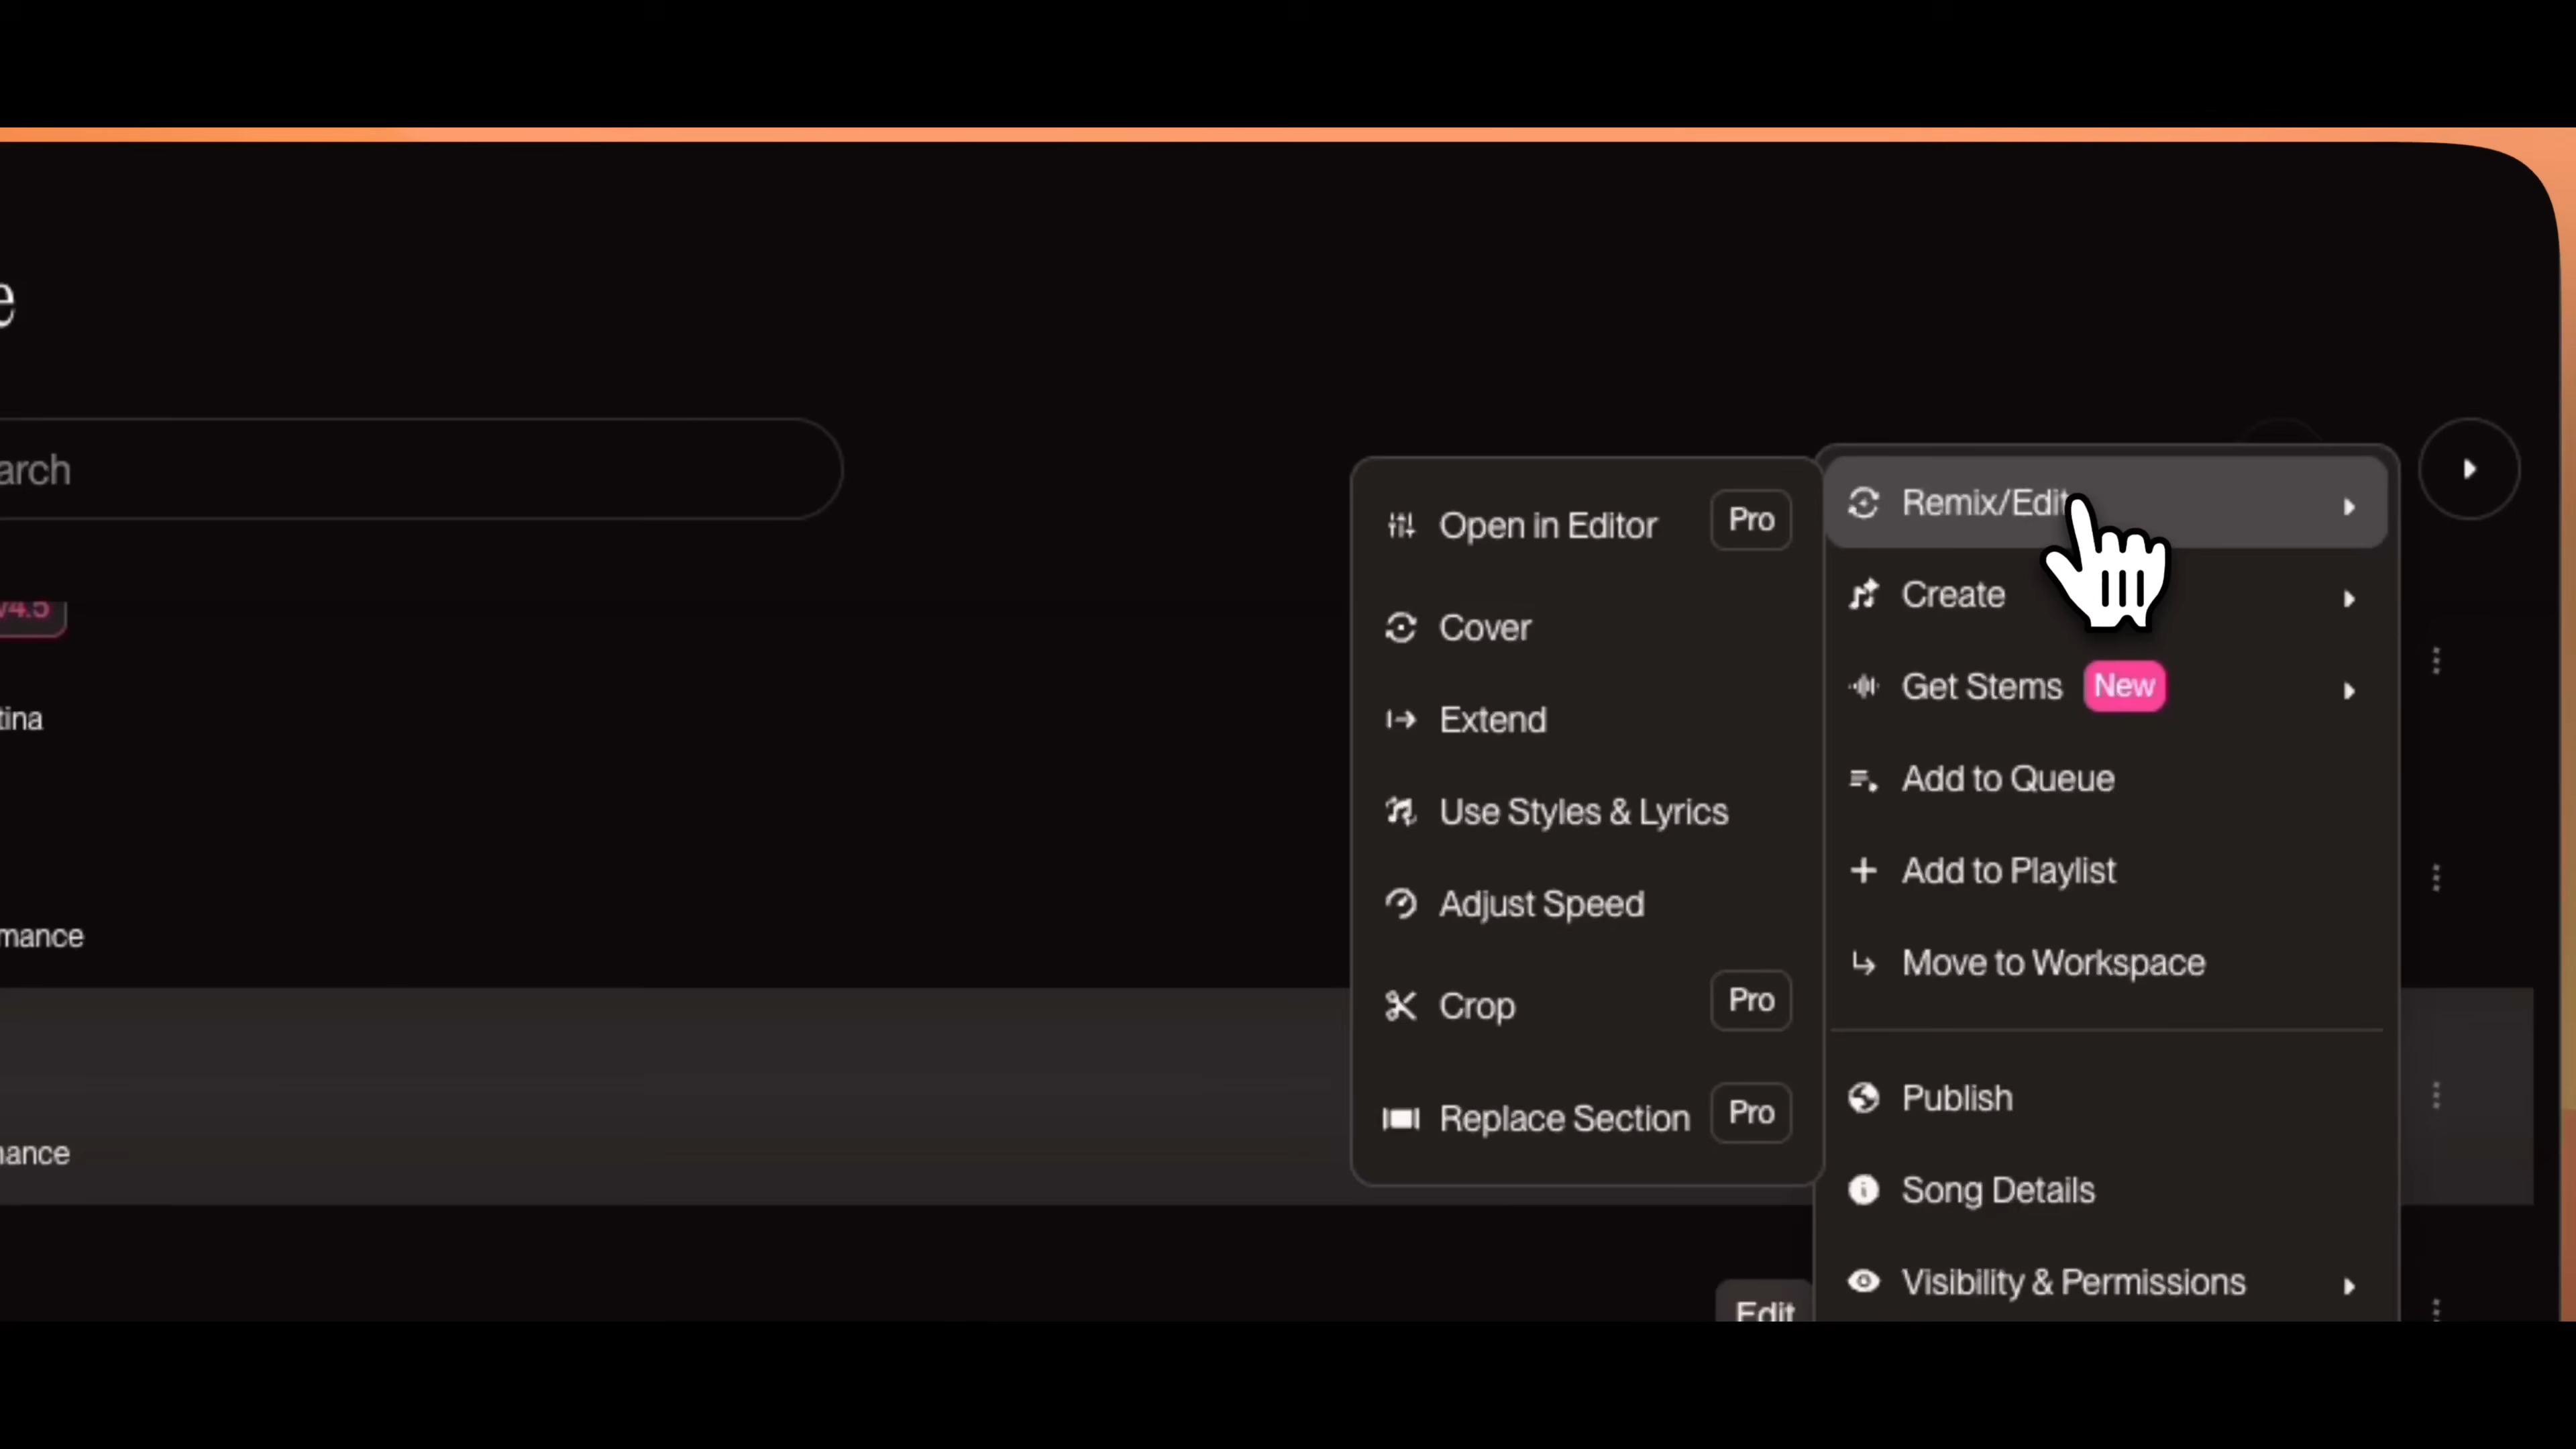 e
arch
v4.5
tina
mance
nance
Open in Editor Pro
Cover
Extend
Use Styles & Lyrics
Adjust Speed
Crop Pro
Replace Section Pro
Remix/Edit
Create
Get Stems New
Add to Queue
Add to Playlist
Move to Workspace
Publish
Song Details
Visibility & Permissions
Edit